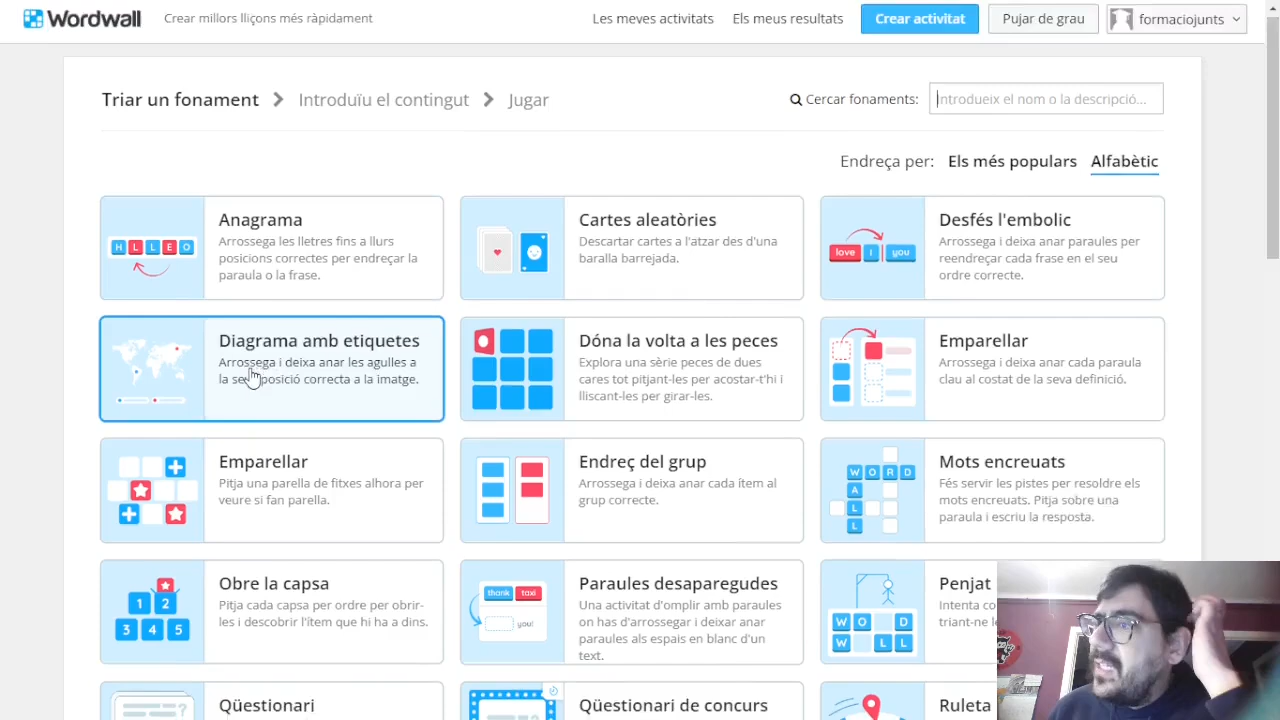 Wordwall
Crear millors lliçons més ràpidament
Les meves activitats
Els meus resultats
Crear activitat
Pujar de grau
formaciojunts
Triar un fonament
Introduïu el contingut
Jugar
Cercar fonaments:
Introdueix el nom o la descripció...
Endreça per:
Els més populars
Alfabètic
H L L E O
Anagrama
Arrossega les lletres fins a llurs
posicions correctes per endreçar la
paraula o la frase.
Cartes aleatòries
Descartar cartes a l'atzar des d'una
baralla barrejada.
love I you
Desfés l'embolic
Arrossega i deixa anar paraules per
reendreçar cada frase en el seu
ordre correcte.
Diagrama amb etiquetes
Arrossega i deixa anar les agulles a
la seva posició correcta a la imatge.
Dóna la volta a les peces
Explora una sèrie peces de dues
cares tot pitjant-les per acostar-t'hi i
lliscant-les per girar-les.
Emparellar
Arrossega i deixa anar cada paraula
clau al costat de la seva definició.
Emparellar
Pitja una parella de fitxes alhora per
veure si fan parella.
Endreç del grup
Arrossega i deixa anar cada ítem al
grup correcte.
W O R D
A
L
L
Mots encreuats
Fés servir les pistes per resoldre els
mots encreuats. Pitja sobre una
paraula i escriu la resposta.
1 2
3 4 5
Obre la capsa
Pitja cada capsa per ordre per obrir-
les i descobrir l'ítem que hi ha a dins.
thank taxi
you!
Paraules desaparegudes
Una activitat d'omplir amb paraules
on has d'arrossegar i deixar anar
paraules als espais en blanc d'un
text.
W O D
W L L
Penjat
Intenta
triant-ne
?
Qüestionari
?
Qüestionari de concurs
Ruleta